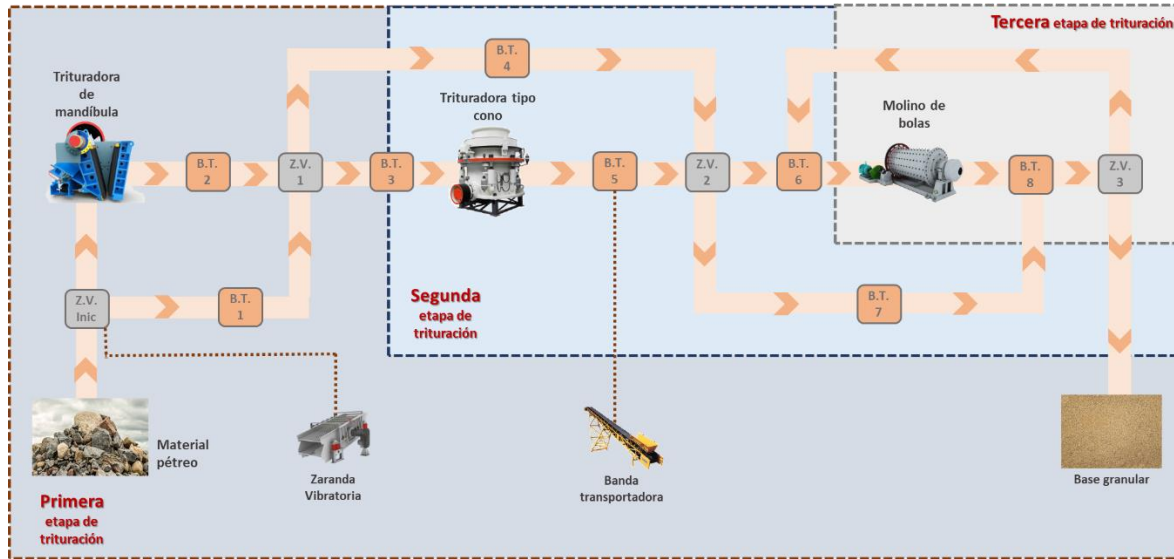 Tercera etapa de trituración
B.T.
4
Trituradora
de
mandíbula
Trituradora tipo
cono
Molino de
bolas
B.T.
2
Z.V.
1
B.T.
3
B.T.
5
Z.V.
2
B.T.
6
B.T.
8
Z.V.
3
Z.V.
Inic
B.T.
1
Segunda
etapa de
trituración
B.T.
7
Material
pétreo
Zaranda
Vibratoria
Banda
transportadora
Base granular
Primera
etapa de
trituración